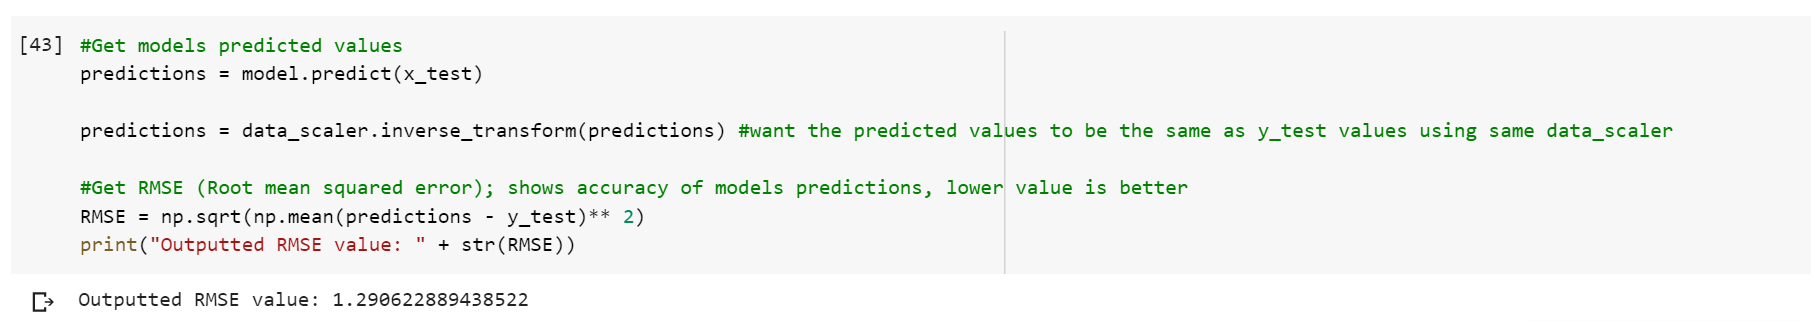 [43] #Get models predicted values
predictions = model.predict(x_test)
predictions = data_scaler.inverse_transform(predictions) #want the predicted values to be the same as y_test values using same data_scaler
#Get RMSE (Root mean squared error); shows accuracy of models predictions, lower value is better
RMSE = np.sqrt(np.mean(predictions - y_test)** 2)
print("Outputted RMSE value: " + str(RMSE))
Outputted RMSE value: 1.290622889438522